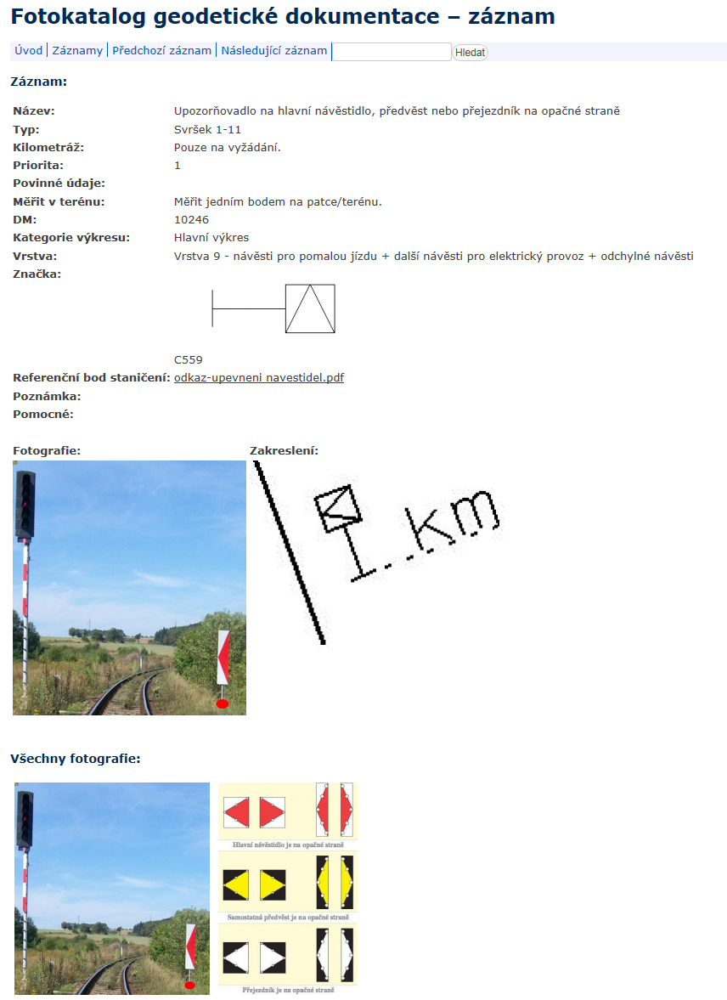 Fotokatalog geodetické dokumentace – záznam
Úvod Záznamy Předchozí záznam Následující záznam Hledat
Záznam:
Název: Upozorňovadlo na hlavní návěstidlo, předvěst nebo přejezdník na opačné straně
Typ: Svršek 1-11
Kilometráž: Pouze na vyžádání.
Priorita: 1
Povinné údaje:
Měřit v terénu: Měřit jedním bodem na patce/terénu.
DM: 10246
Kategorie výkresu: Hlavní výkres
Vrstva: Vrstva 9 - návěsti pro pomalou jízdu + další návěsti pro elektrický provoz + odchylné návěsti
Značka:
C559
Referenční bod staničení: odkaz-upevneni navestidel.pdf
Poznámka:
Pomocné:
Fotografie: Zakreslení:
km
Všechny fotografie:
Hlavní návěstidlo je na opačné straně
Samostatná předvěst je na opačné straně
Přejezdník je na opačné straně